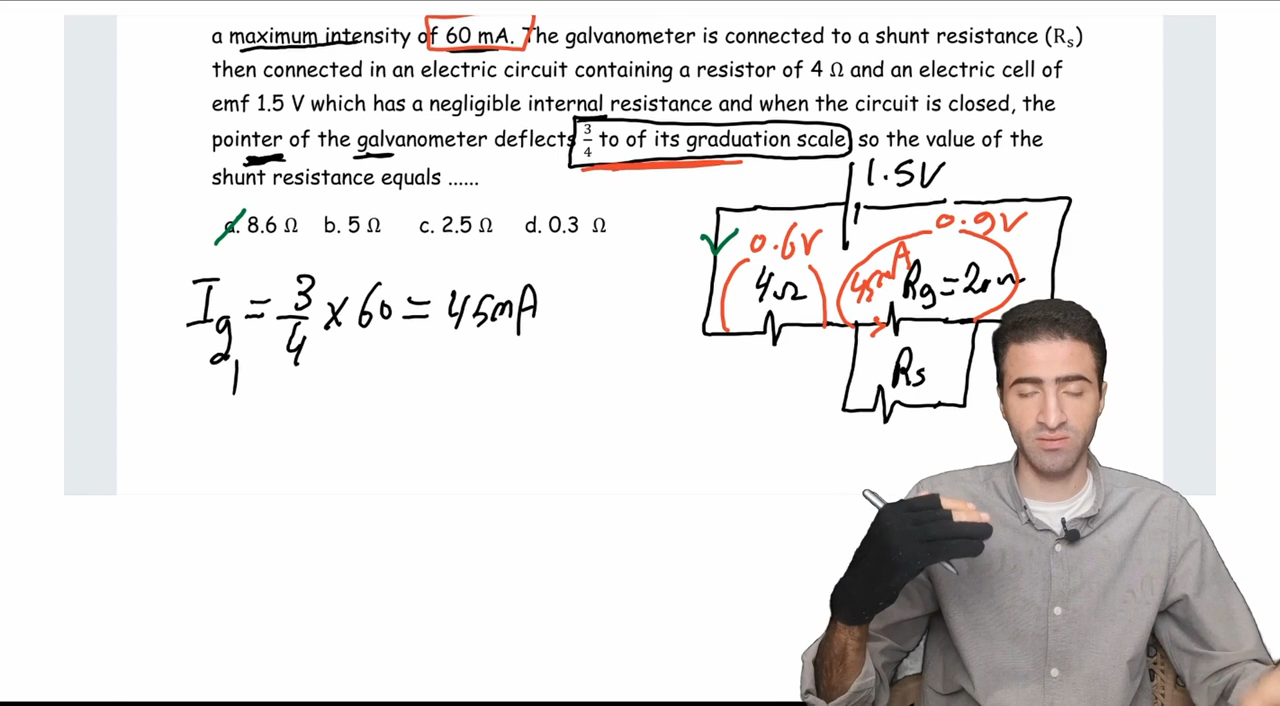 a maximum intensity of 60 mA. The galvanometer is connected to a shunt resistance (Rs)
then connected in an electric circuit containing a resistor of 4 Ω and an electric cell of
emf 1.5 V which has a negligible internal resistance and when the circuit is closed, the
pointer of the galvanometer deflects 3/4 to of its graduation scale, so the value of the
shunt resistance equals ......
a. 8.6 Ω b. 5 Ω c. 2.5 Ω d. 0.3 Ω
1.5V
0.6V
0.9V
4Ω
45mA
Rg=20
Rs
Ig = 3/4 × 60 = 45mA
1